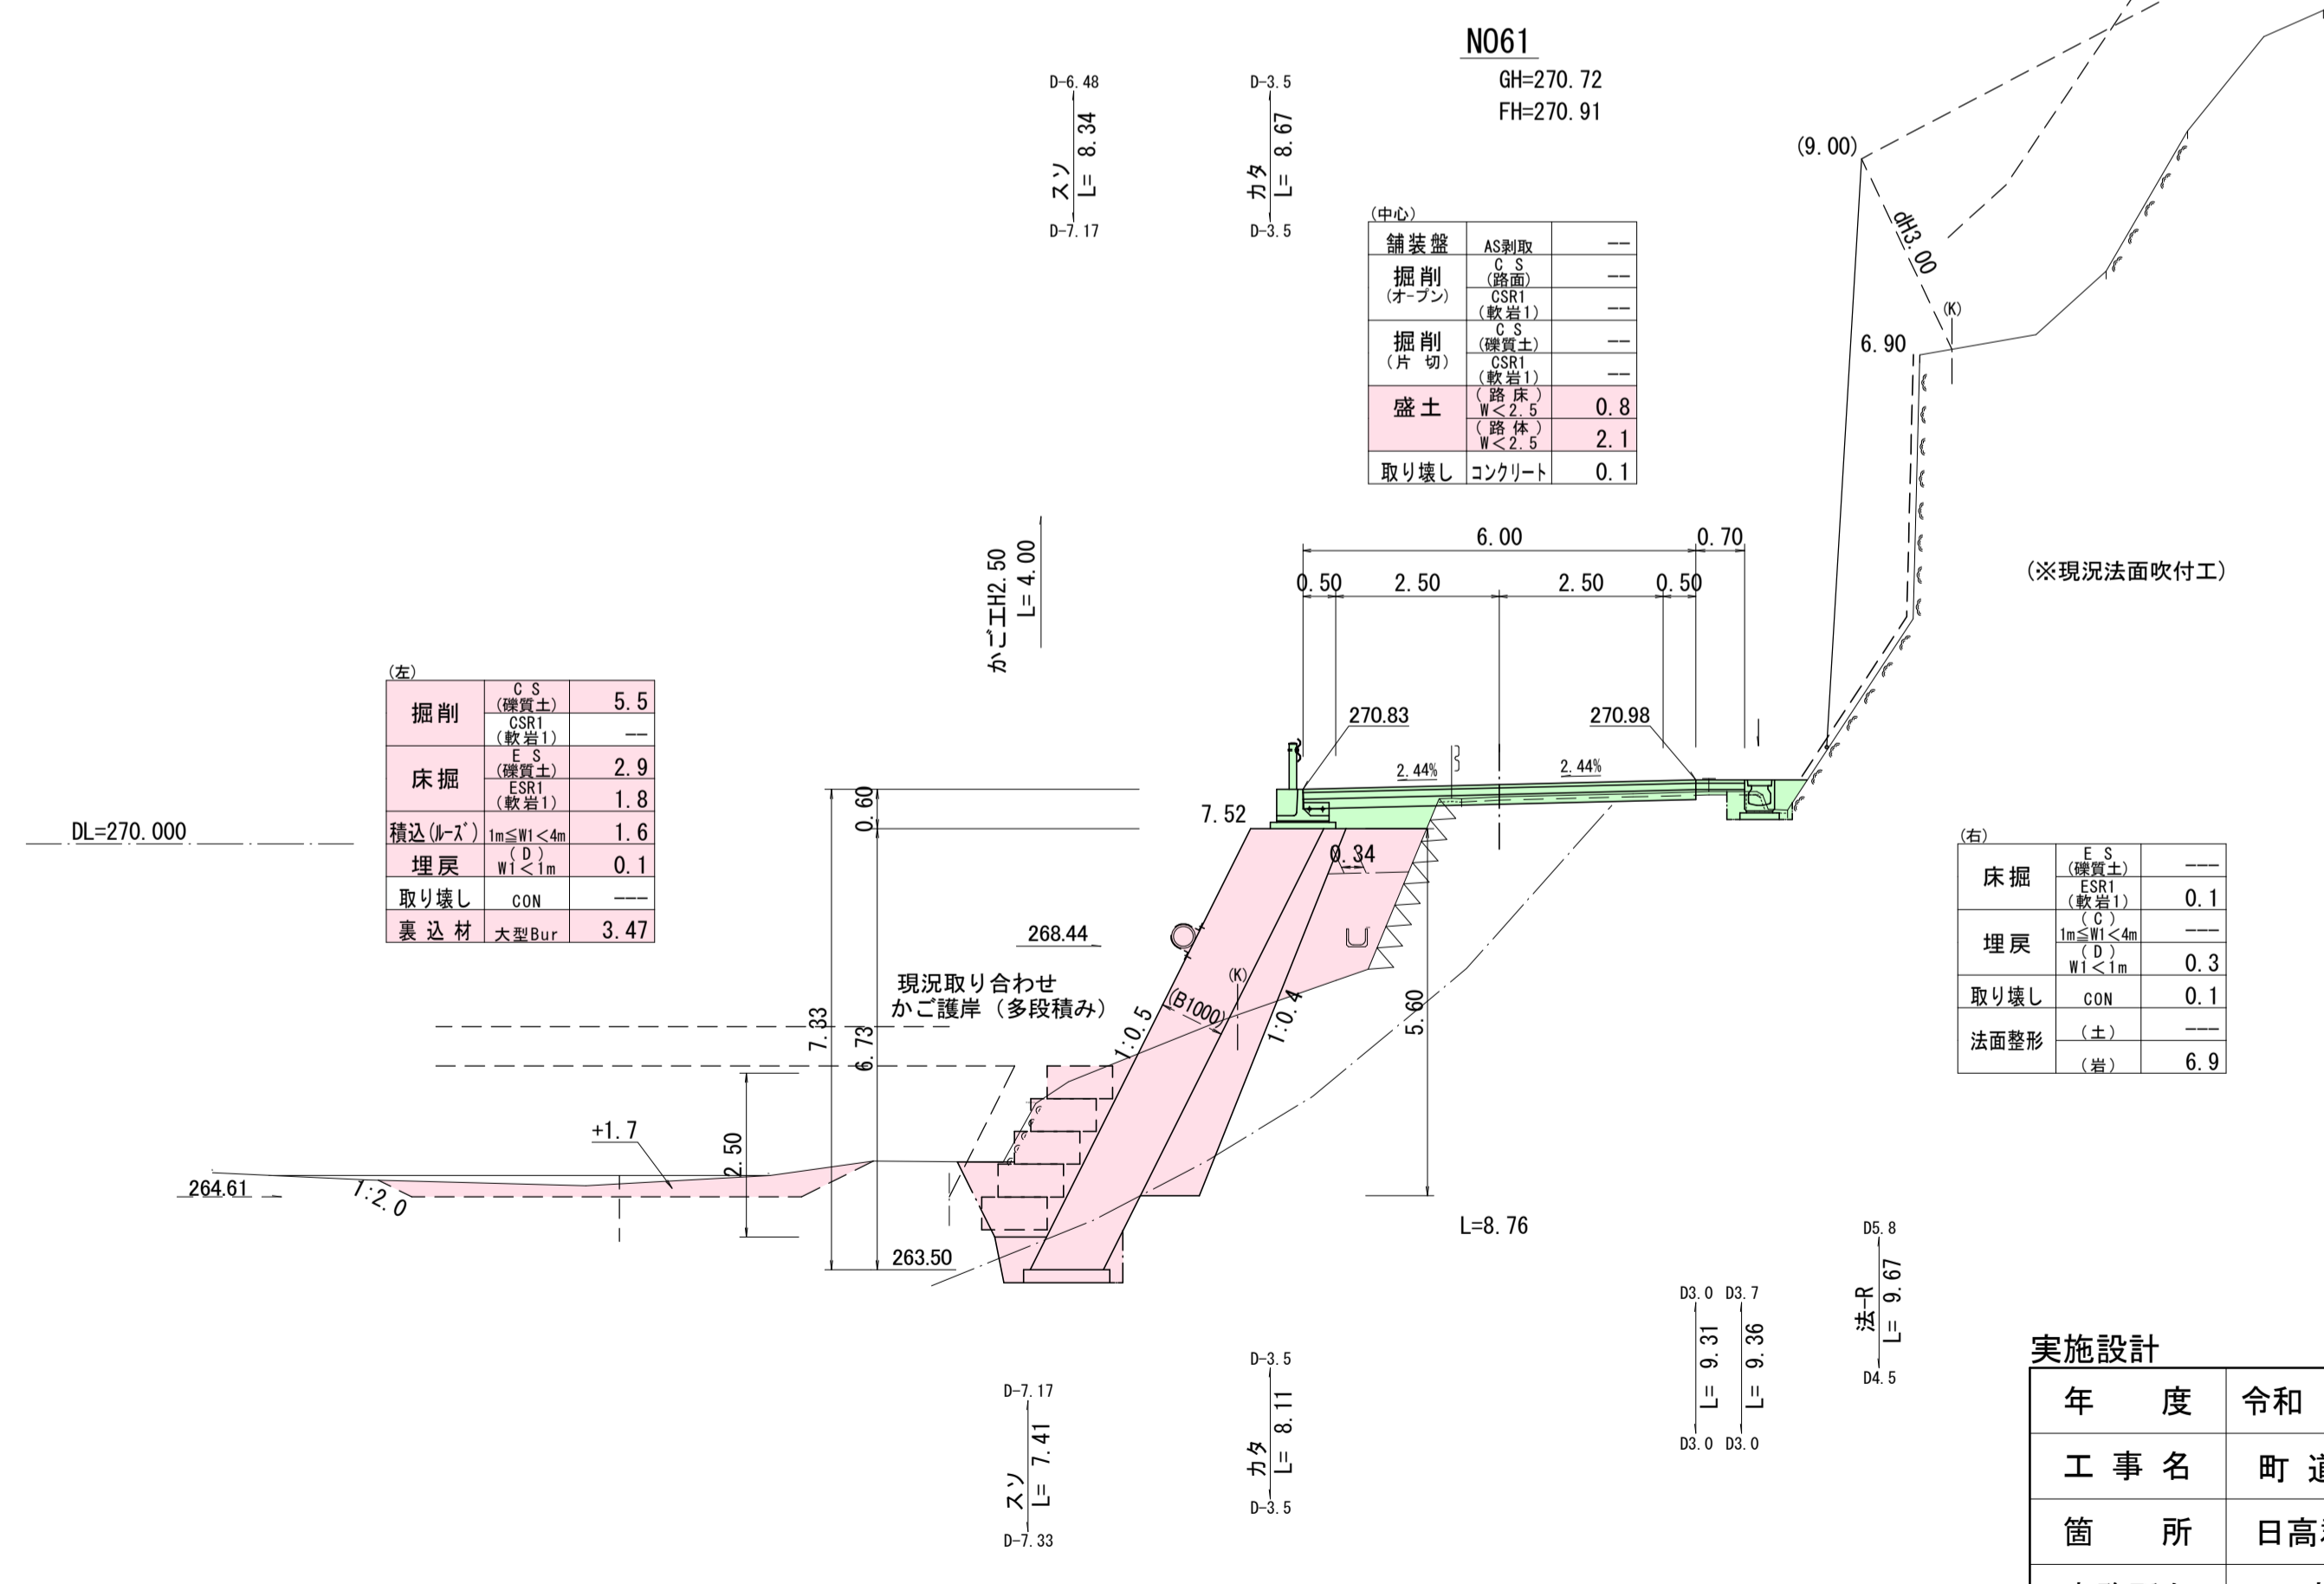 NO61
GH=270.72
FH=270.91
D-6.48
スソ
L= 8.34
D-7.17
D-3.5
カタ
L= 8.67
D-3.5
(9.00)
dH3.00
(K)
6.90
(中心)
舗装盤 AS剥取 ――
掘削 (オープン) C S (路面) ――
CSR1 (軟岩1) ――
掘削 (片 切) C S (礫質土) ――
CSR1 (軟岩1) ――
盛土 (路床) W<2.5 0.8
(路体) W<2.5 2.1
取り壊し コンクリート 0.1
かご工H2.50
L= 4.00
6.00 0.70
0.50 2.50 2.50 0.50
(※現況法面吹付工)
(左)
掘削 C S (礫質土) 5.5
CSR1 (軟岩1) ――
床掘 E S (礫質土) 2.9
ESR1 (軟岩1) 1.8
積込(ルーズ) 1m≦W1<4m 1.6
埋戻 (D) W1<1m 0.1
取り壊し CON ―――
裏込材 大型Bur 3.47
270.83 270.98
2.44% 2.44%
0.60
7.52
DL=270.000
0.34
268.44
現況取り合わせ
かご護岸(多段積み)
(K)
(B1000)
1:0.5
1:0.4
5.60
7.33
6.73
2.50
+1.7
264.61
1:2.0
263.50
L=8.76
(右)
床掘 E S (礫質土) ―――
ESR1 (軟岩1) 0.1
埋戻 (C) 1m≦W1<4m ―――
(D) W1<1m 0.3
取り壊し CON 0.1
法面整形 (土) ―――
(岩) 6.9
D-7.17
スソ
L= 7.41
D-7.33
D-3.5
カタ
L= 8.11
D-3.5
D3.0 D3.7
L= 9.31
L= 9.36
D3.0 D3.0
D5.8
法-R
L= 9.67
D4.5
実施設計
年 度 令和
工 事 名 町
箇 所 日高